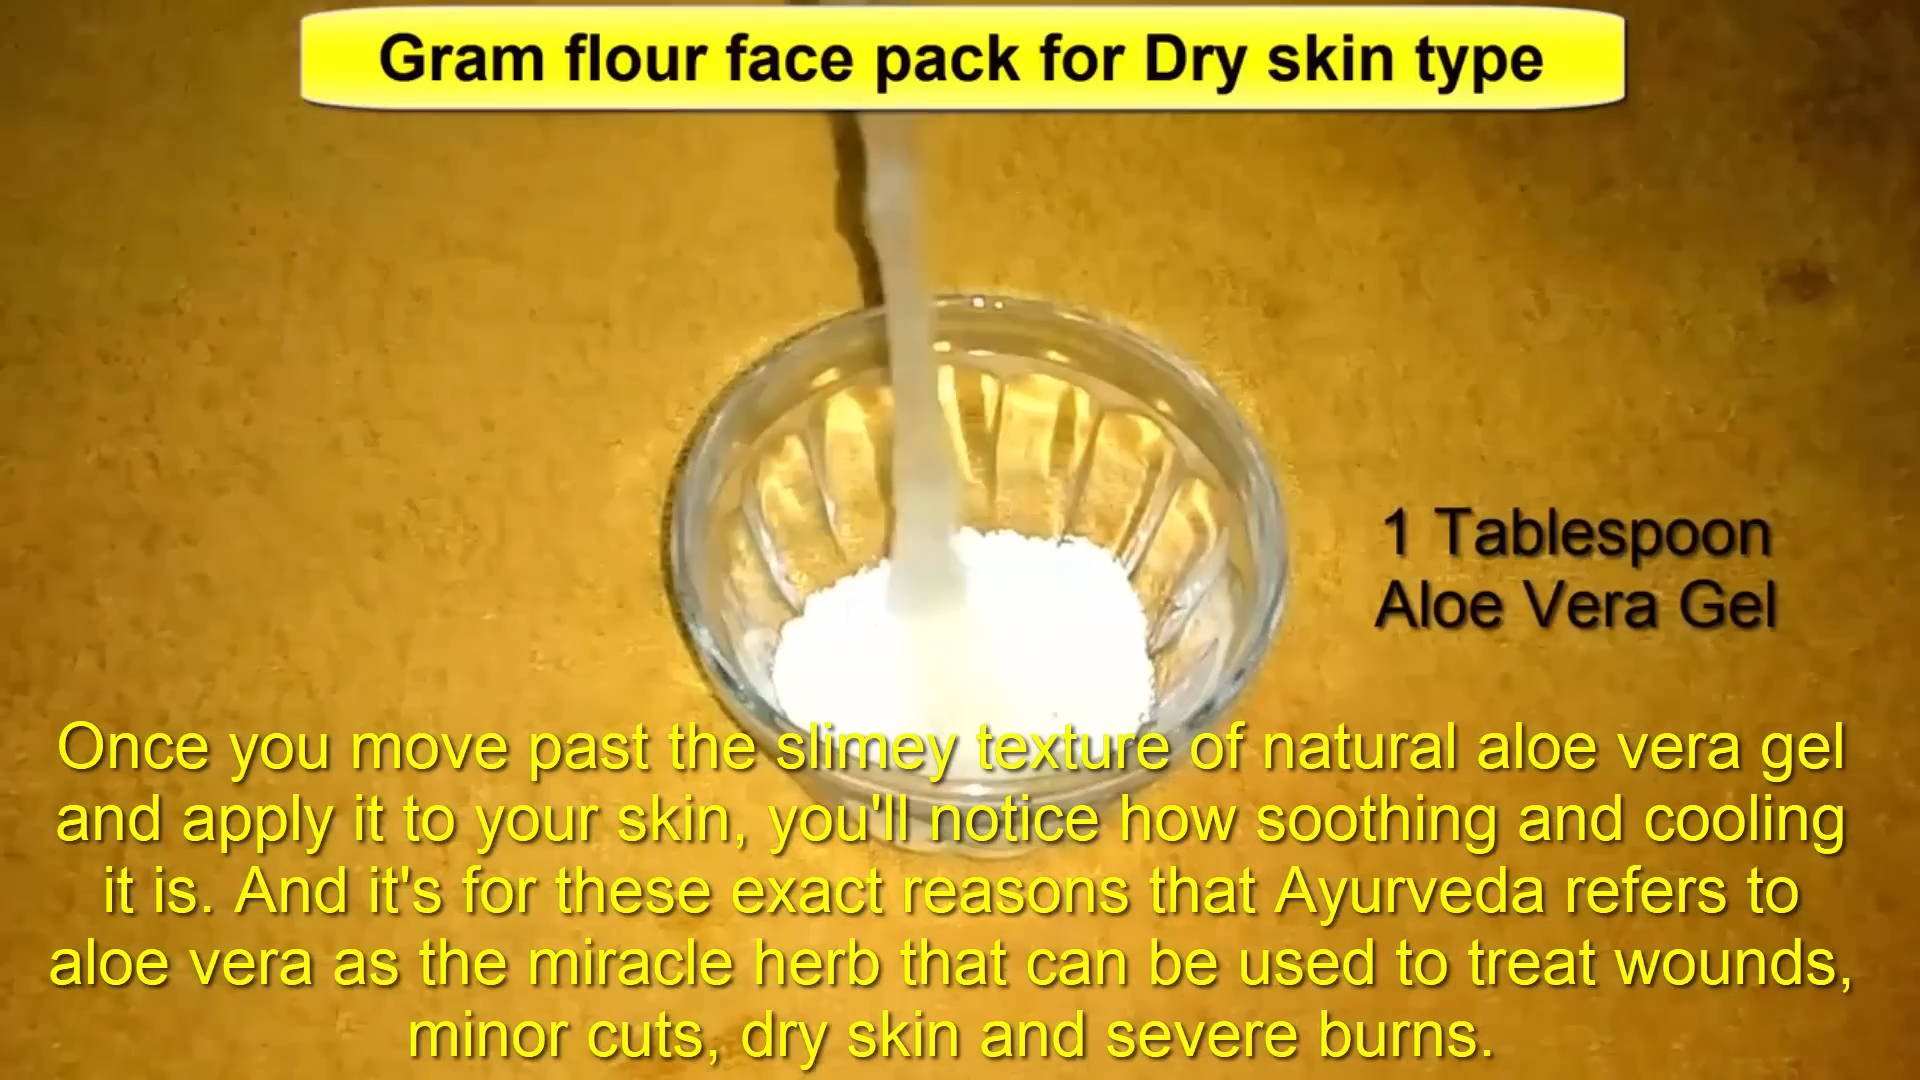 Gram flour face pack for Dry skin type
1 Tablespoon
Aloe Vera Gel
Once you move past the slimey texture of natural aloe vera gel
and apply it to your skin, you'll notice how soothing and cooling
it is. And it's for these exact reasons that Ayurveda refers to
aloe vera as the miracle herb that can be used to treat wounds,
minor cuts, dry skin and severe burns.